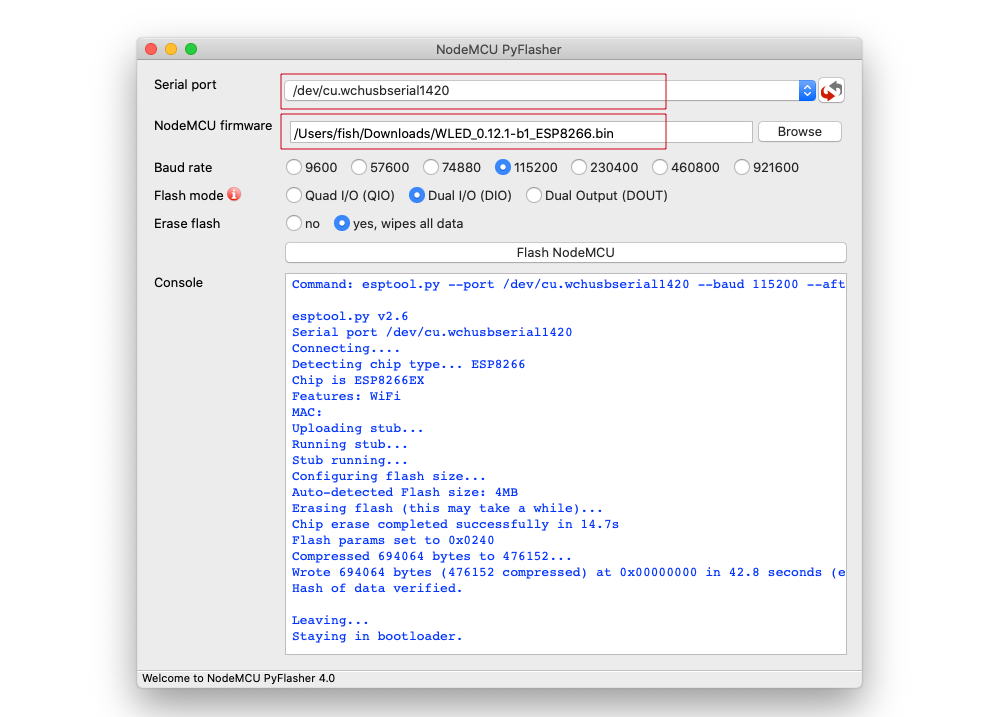 NodeMCU PyFlasher
Serial port
/dev/cu.wchusbserial1420
NodeMCU firmware
/Users/fish/Downloads/WLED_0.12.1-b1_ESP8266.bin
Browse
Baud rate
9600 57600 74880 115200 230400 460800 921600
Flash mode
Quad I/O (QIO) Dual I/O (DIO) Dual Output (DOUT)
Erase flash
no yes, wipes all data
Flash NodeMCU
Console
Command: esptool.py --port /dev/cu.wchusbserial1420 --baud 115200 --aft
esptool.py v2.6
Serial port /dev/cu.wchusbserial1420
Connecting....
Detecting chip type... ESP8266
Chip is ESP8266EX
Features: WiFi
MAC:
Uploading stub...
Running stub...
Stub running...
Configuring flash size...
Auto-detected Flash size: 4MB
Erasing flash (this may take a while)...
Chip erase completed successfully in 14.7s
Flash params set to 0x0240
Compressed 694064 bytes to 476152...
Wrote 694064 bytes (476152 compressed) at 0x00000000 in 42.8 seconds (e
Hash of data verified.
Leaving...
Staying in bootloader.
Welcome to NodeMCU PyFlasher 4.0